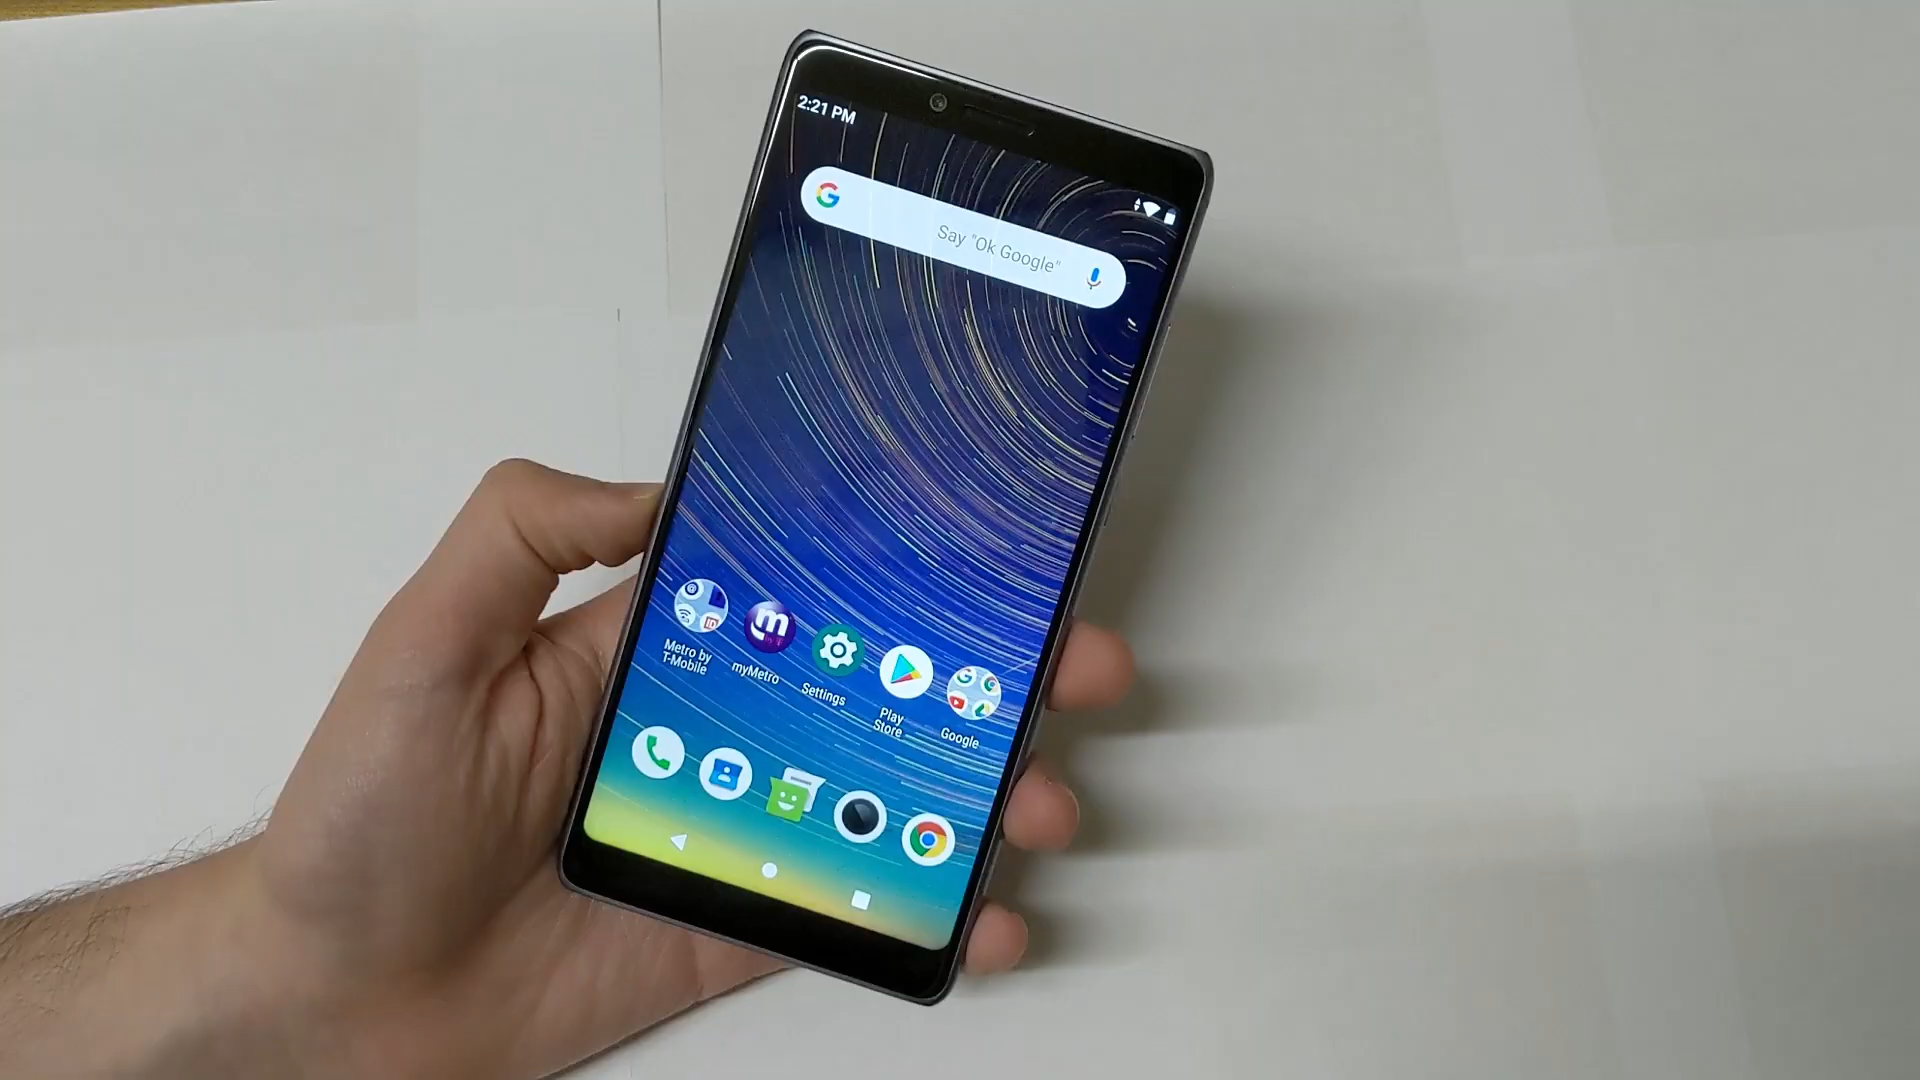 2:21 PM
G
Say "Ok Google"
Metro by
T-Mobile
m
myMetro
Settings
Play
Store
Google